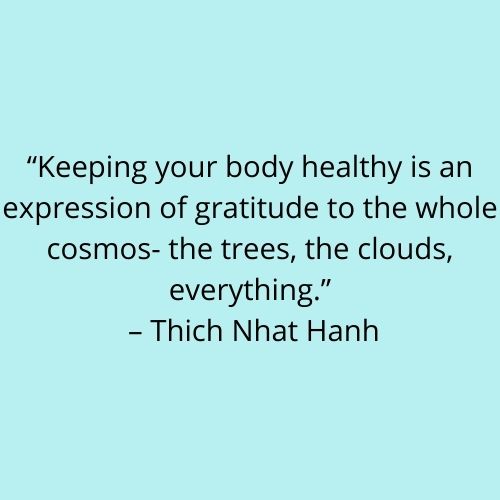 “Keeping your body healthy is an
expression of gratitude to the whole
cosmos- the trees, the clouds,
everything.”
– Thich Nhat Hanh